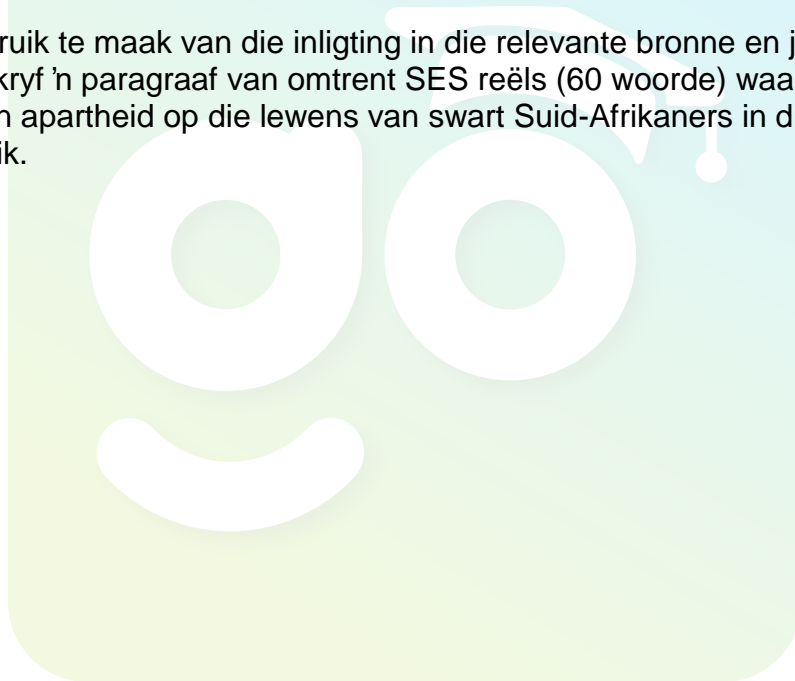 ruik te maak van die inligting in die relevante bronne en j
kryf 'n paragraaf van omtrent SES reëls (60 woorde) waa
n apartheid op die lewens van swart Suid-Afrikaners in d
ik.
go